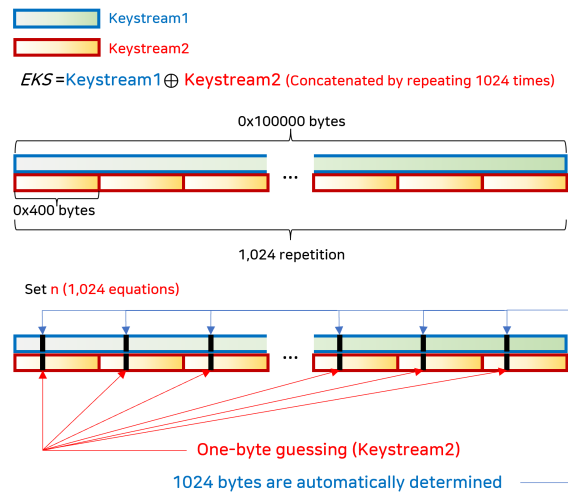 Keystream1
Keystream2
EKS =Keystream1⊕ Keystream2 (Concatenated by repeating 1024 times)
0x100000 bytes
...
0x400 bytes
1,024 repetition
Set n (1,024 equations)
...
One-byte guessing (Keystream2)
1024 bytes are automatically determined